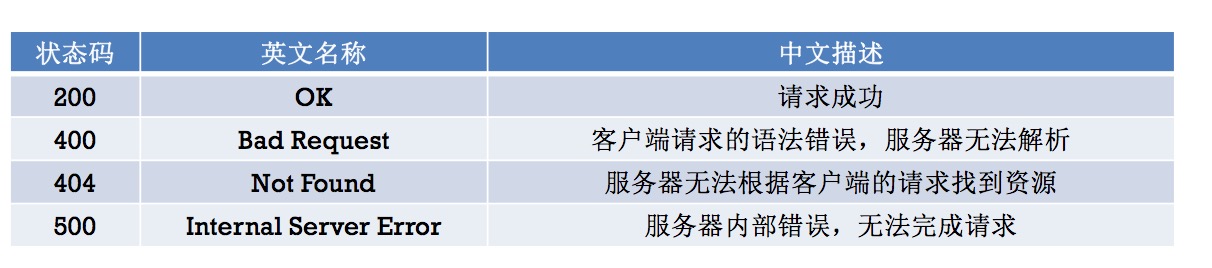 状态码 英文名称 中文描述
200 OK 请求成功
400 Bad Request 客户端请求的语法错误，服务器无法解析
404 Not Found 服务器无法根据客户端的请求找到资源
500 Internal Server Error 服务器内部错误，无法完成请求